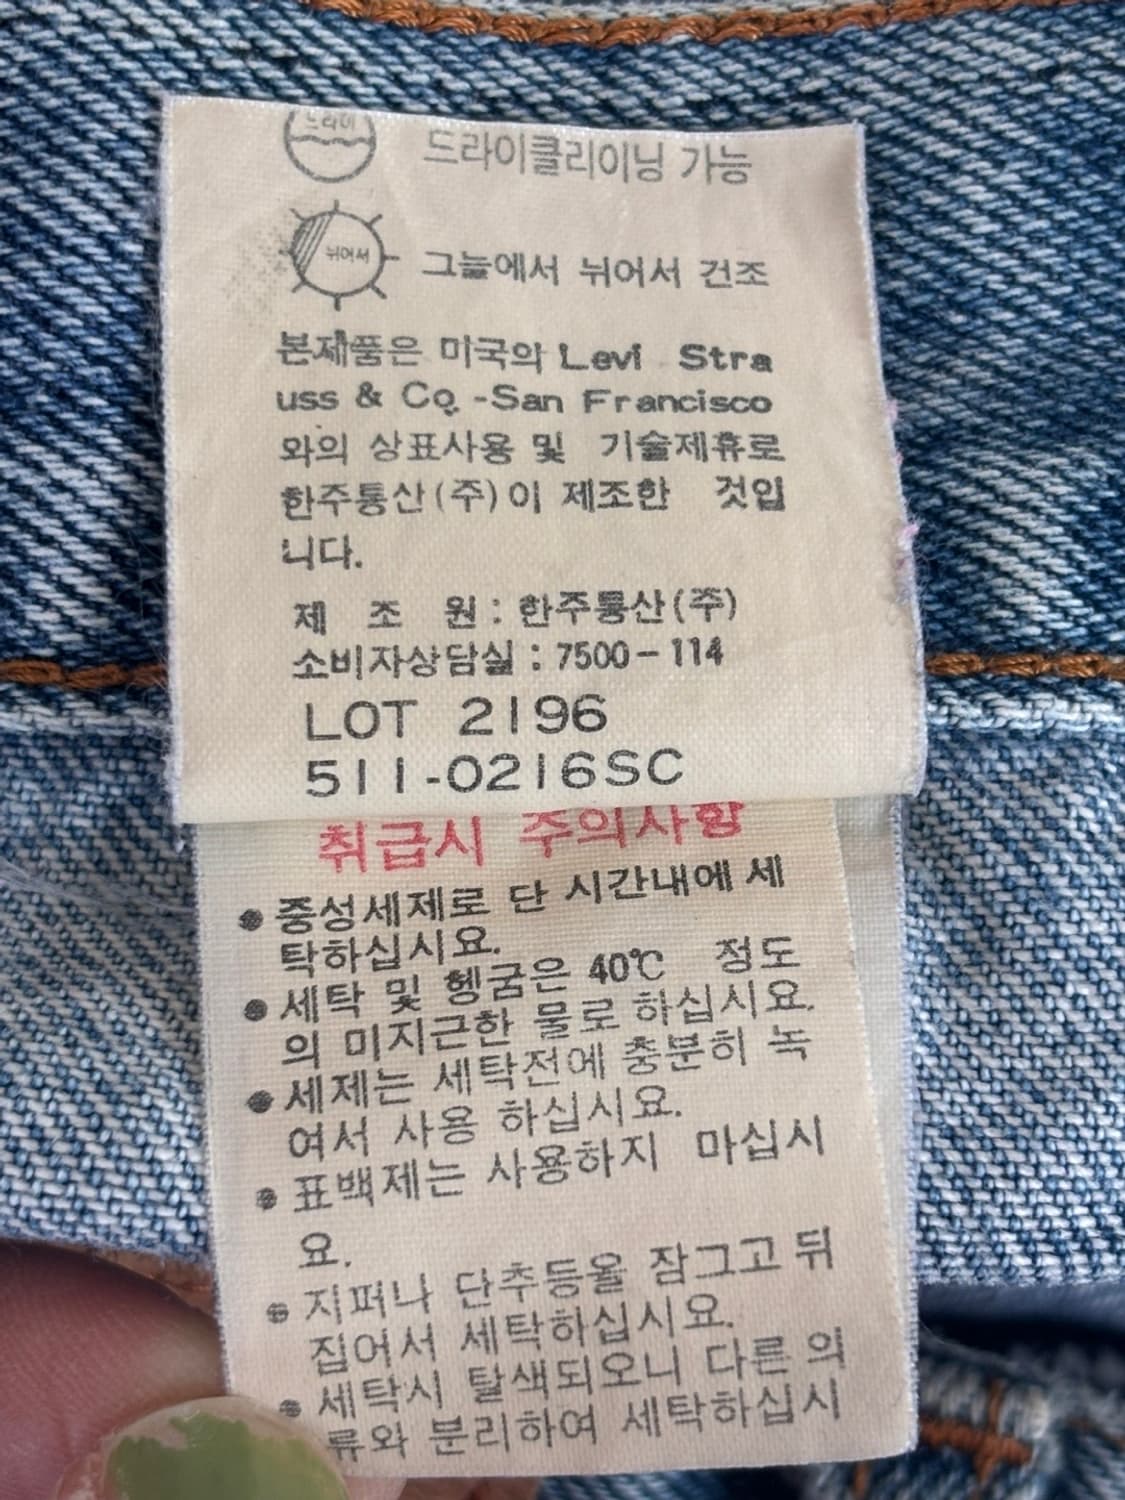 드라이
드라이클리이닝 가능
뉘어서
그늘에서 뉘어서 건조
본제품은 미국의 Levi Stra
uss & Co. -San Francisco
와의 상표사용 및 기술제휴로
한주통산(주)이 제조한 것입
니다.
제 조 원 : 한주통산(주)
소비자상담실 : 7500-114
LOT 2196
511-0216SC
취급시 주의사항
• 중성세제로 단 시간내에 세
탁하십시요.
• 세탁 및 헹굼은 40℃ 정도
의 미지근한 물로 하십시요.
• 세제는 세탁전에 충분히 녹
여서 사용 하십시요.
• 표백제는 사용하지 마십시
요.
• 지퍼나 단추등을 잠그고 뒤
집어서 세탁하십시요.
• 세탁시 탈색되오니 다른 의
류와 분리하여 세탁하십시